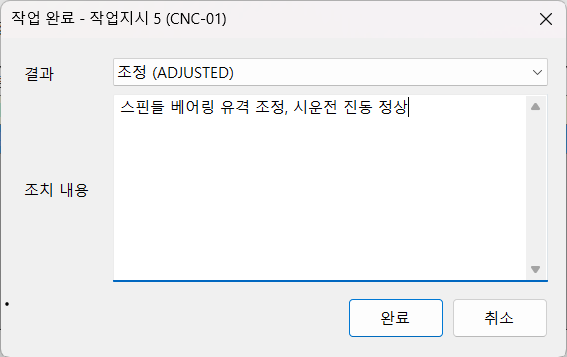 작업 완료 - 작업지시 5 (CNC-01)
결과
조정 (ADJUSTED)
스핀들 베어링 유격 조정, 시운전 진동 정상
조치 내용
완료
취소